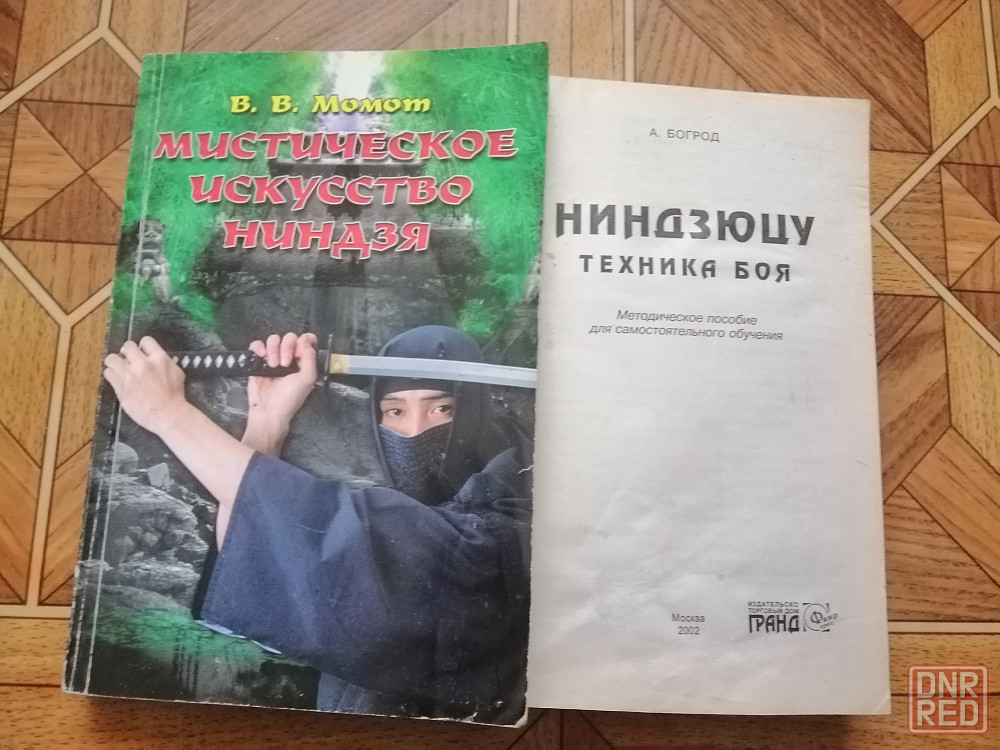 В. В. Момот
МИСТИЧЕСКОЕ
ИСКУССТВО
НИНДЗЯ
А. БОГРОД
НИНДЗЮЦУ
ТЕХНИКА БОЯ
Методическое пособие
для самостоятельного обучения
Москва
2002
ИЗДАТЕЛЬСКО
ТОРГОВЫЙ ДОМ
ГРАНД
DNR
RED